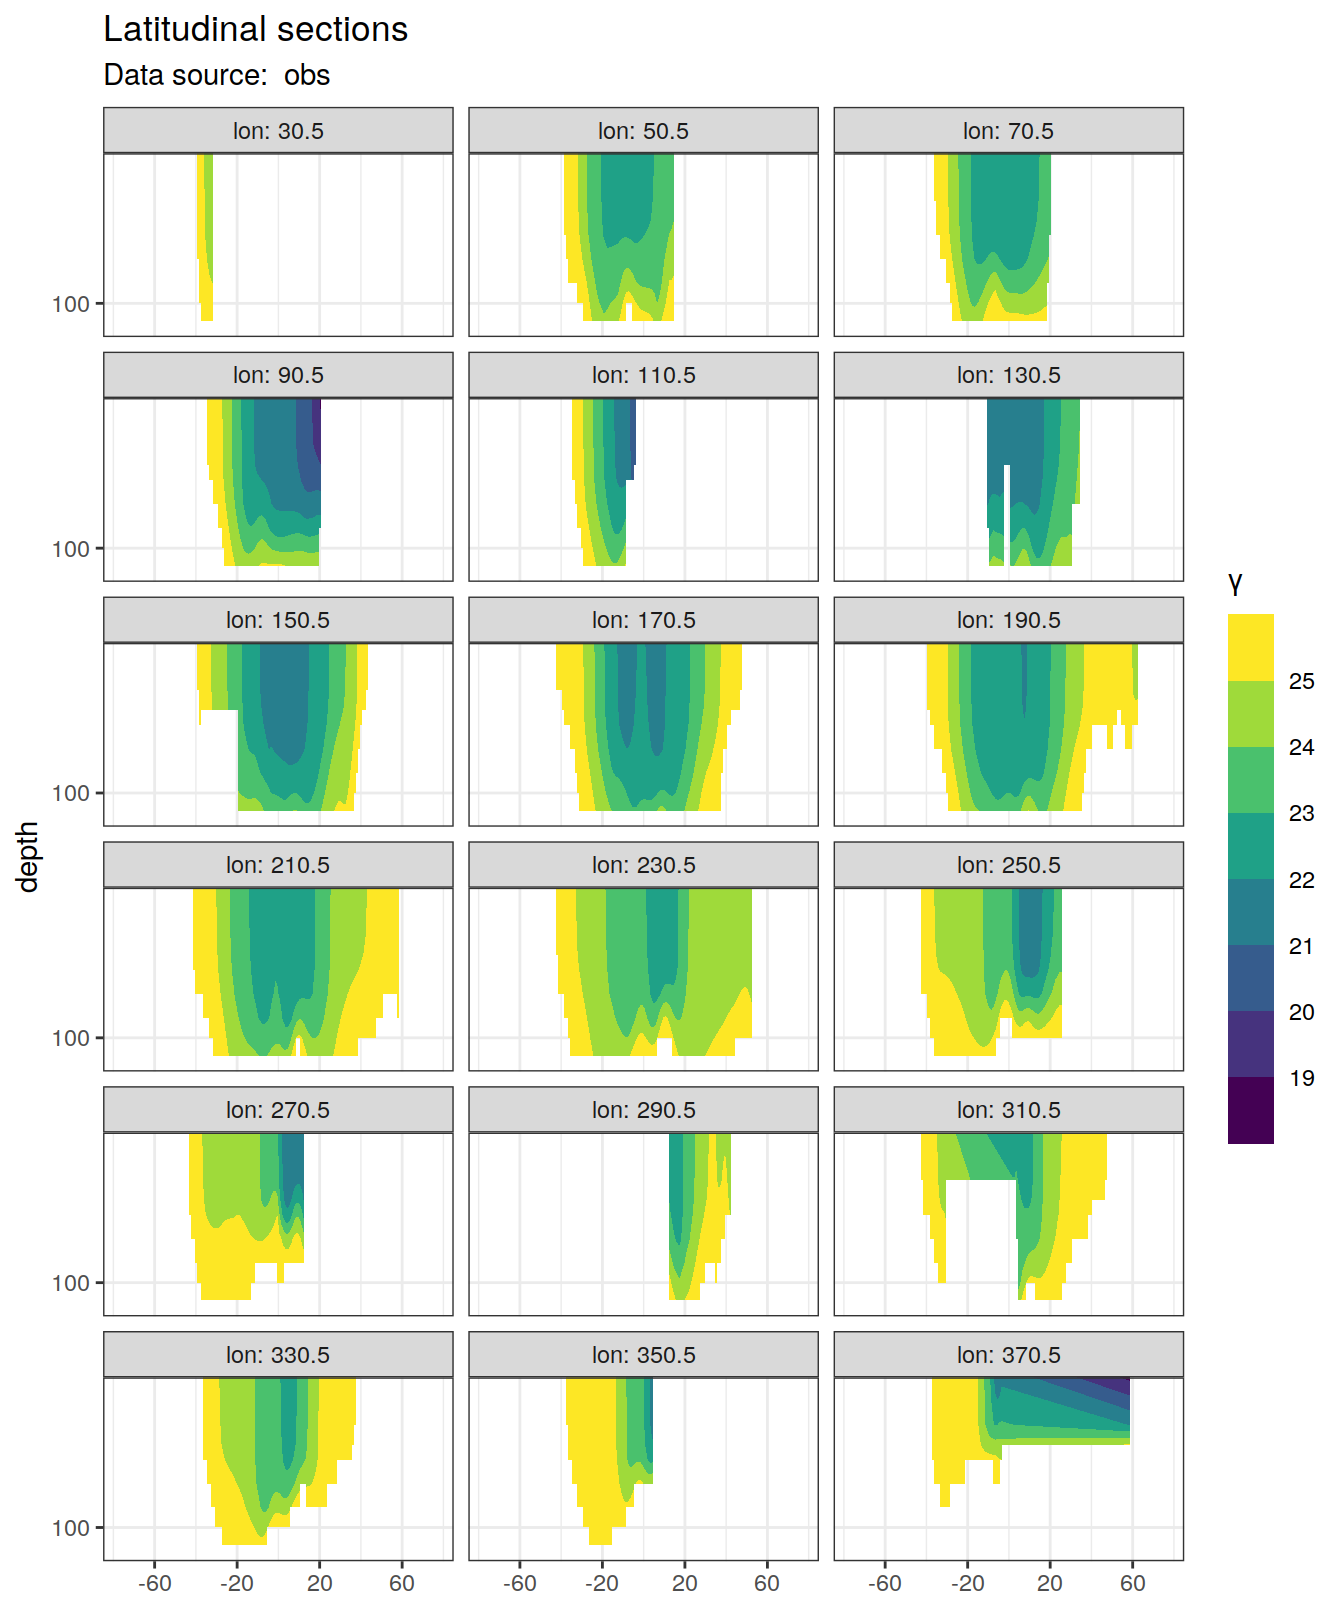 Latitudinal sections
Data source:  obs
lon: 30.5
lon: 50.5
lon: 70.5
100
lon: 90.5
lon: 110.5
lon: 130.5
100
lon: 150.5
lon: 170.5
lon: 190.5
100
lon: 210.5
lon: 230.5
lon: 250.5
100
lon: 270.5
lon: 290.5
lon: 310.5
100
lon: 330.5
lon: 350.5
lon: 370.5
100
-60 -20 20 60
-60 -20 20 60
-60 -20 20 60
depth
γ
25
24
23
22
21
20
19